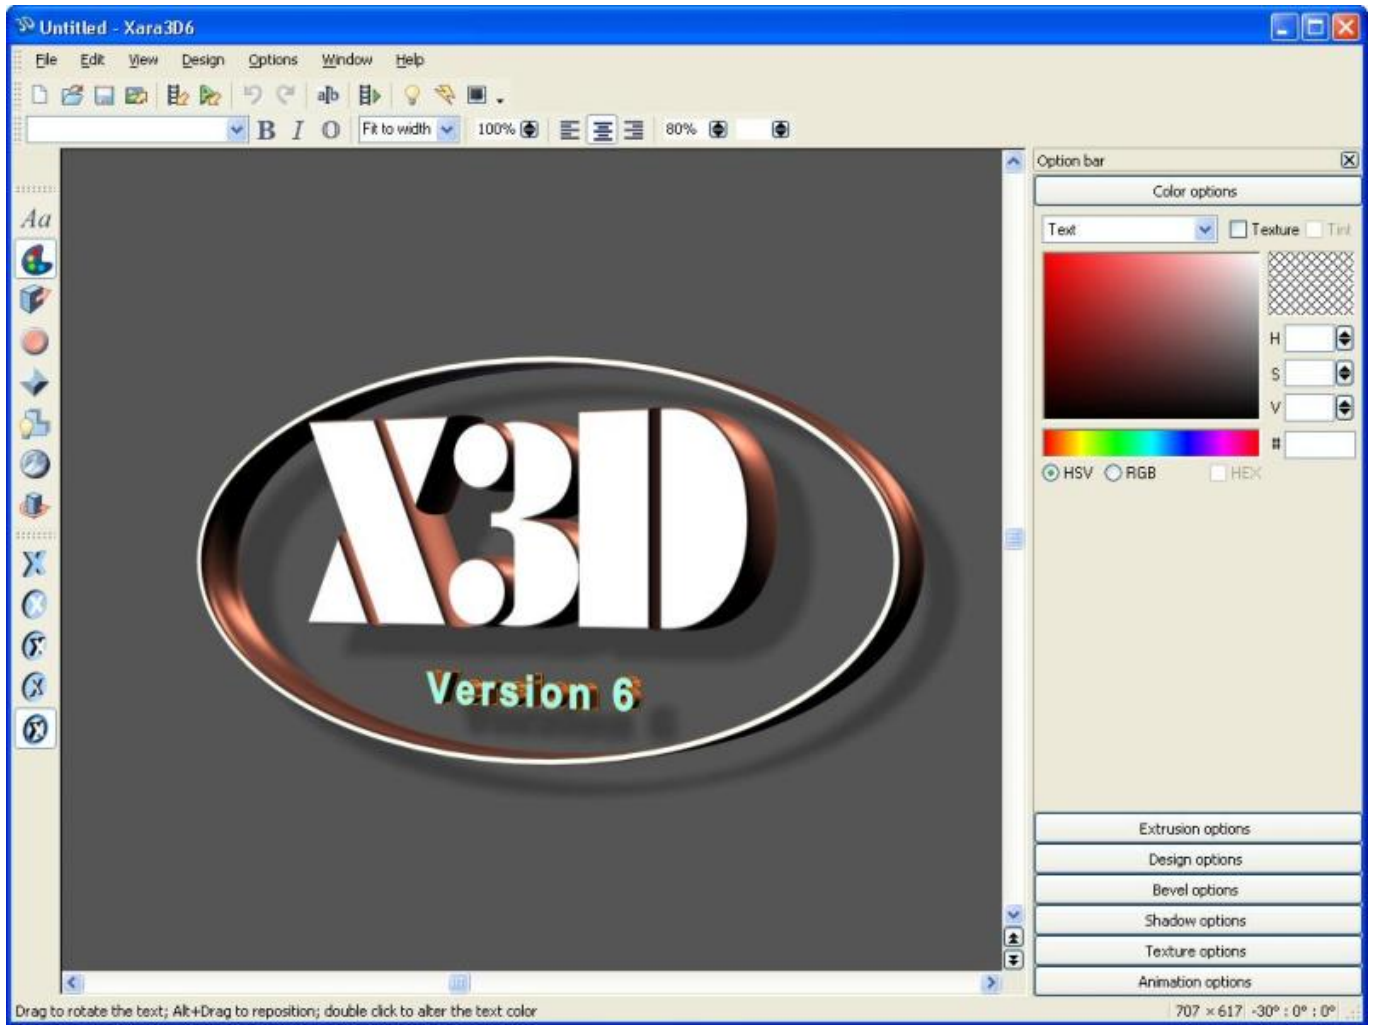 Untitled - Xara3D6
File Edit View Design Options Window Help
a|b
B I O Fit to width 100% 80%
Option bar
Color options
Aa
Text Texture Tint
H
S
V
#
HSV RGB HEX
X3D
Version 6
Extrusion options
Design options
Bevel options
Shadow options
Texture options
Animation options
Drag to rotate the text; Alt+Drag to reposition; double click to alter the text color 707 × 617 -30° : 0° : 0°